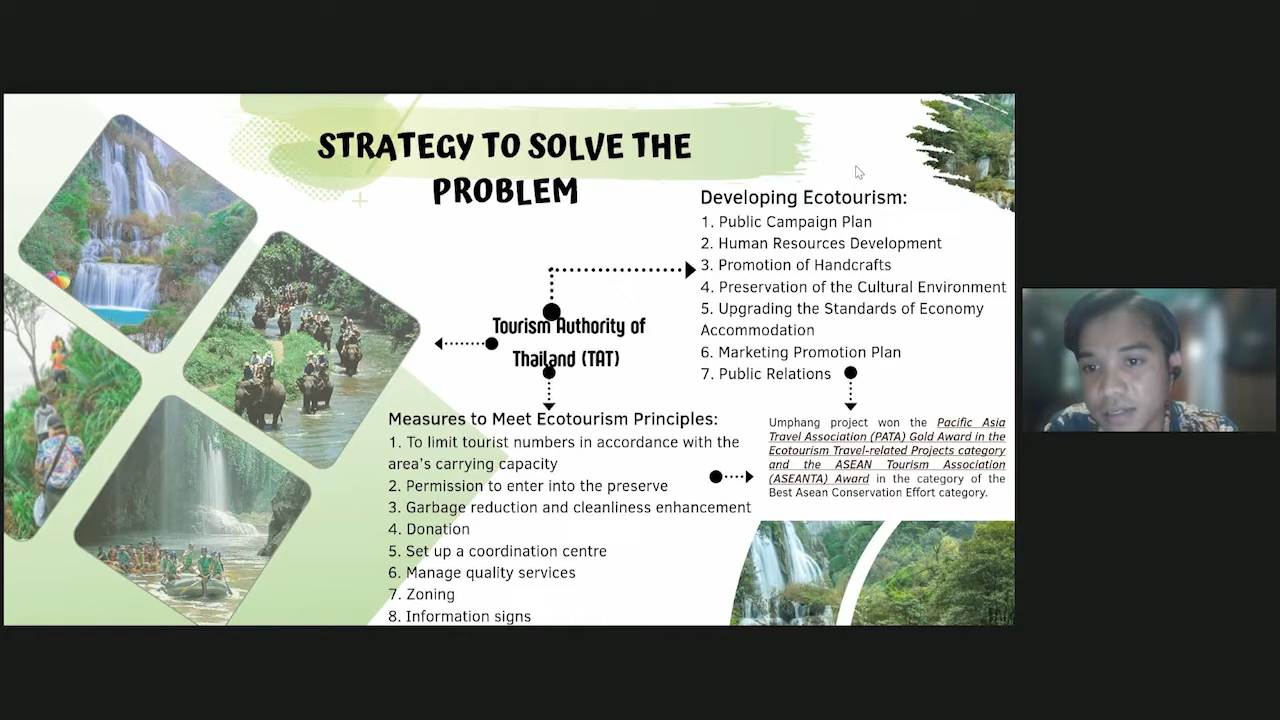 STRATEGY TO SOLVE THE
PROBLEM
Developing Ecotourism:
1. Public Campaign Plan
2. Human Resources Development
3. Promotion of Handcrafts
4. Preservation of the Cultural Environment
5. Upgrading the Standards of Economy
Accommodation
6. Marketing Promotion Plan
7. Public Relations
Tourism Authority of
Thailand (TAT)
Measures to Meet Ecotourism Principles:
1. To limit tourist numbers in accordance with the
area's carrying capacity
2. Permission to enter into the preserve
3. Garbage reduction and cleanliness enhancement
4. Donation
5. Set up a coordination centre
6. Manage quality services
7. Zoning
8. Information signs
Umphang project won the Pacific Asia
Travel Association (PATA) Gold Award in the
Ecotourism Travel-related Projects category
and the ASEAN Tourism Association
(ASEANTA) Award in the category of the
Best Asean Conservation Effort category.